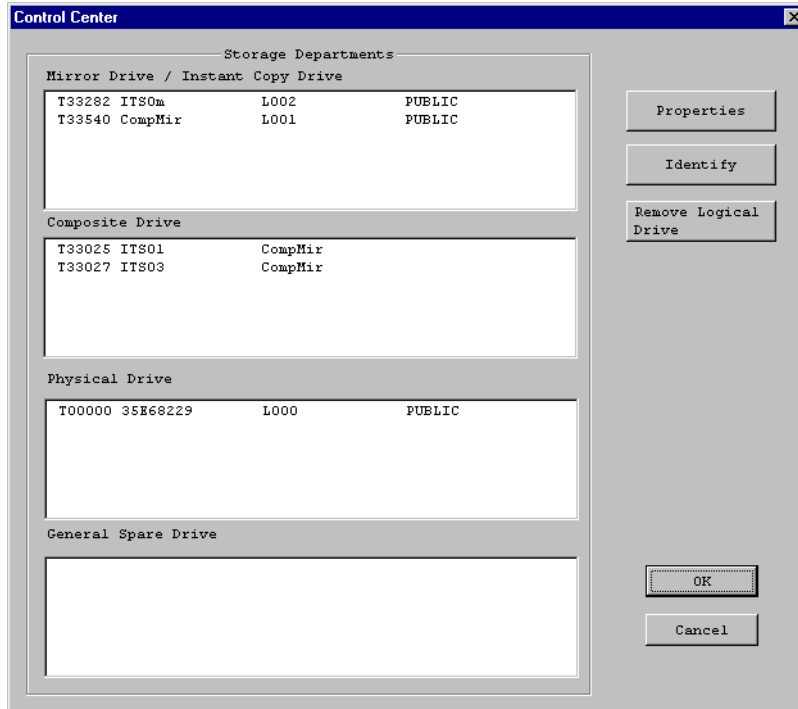 Control Center
Storage Departments
Mirror Drive / Instant Copy Drive
T33282 ITSOm L002 PUBLIC
T33540 CompMir L001 PUBLIC
Composite Drive
T33025 ITSO1 CompMir
T33027 ITSO3 CompMir
Physical Drive
T00000 35E68229 L000 PUBLIC
General Spare Drive
Properties
Identify
Remove Logical
Drive
OK
Cancel